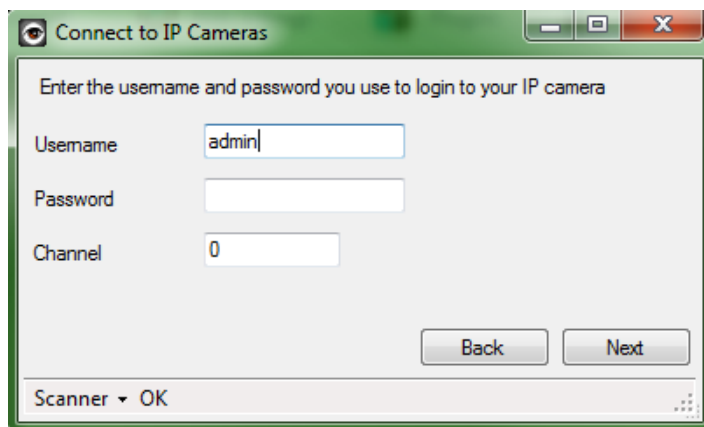 Connect to IP Cameras
Enter the username and password you use to login to your IP camera
Username admin
Password
Channel 0
Back Next
Scanner OK